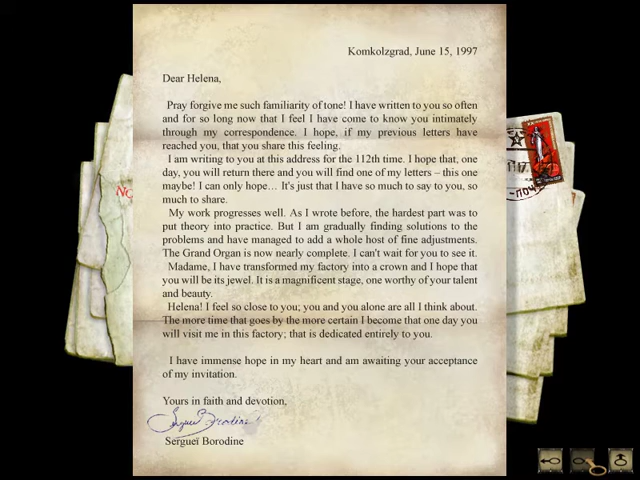 Komkolzgrad, June 15, 1997
Dear Helena,
Pray forgive me such familiarity of tone! I have written to you so often
and for so long now that I feel I have come to know you intimately
through my correspondence. I hope, if my previous letters have
reached you, that you share this feeling.
I am writing to you at this address for the 112th time. I hope that, one
day, you will return there and you will find one of my letters – this one
maybe! I can only hope… It's just that I have so much to say to you, so
much to share.
My work progresses well. As I wrote before, the hardest part was to
put theory into practice. But I am gradually finding solutions to the
problems and have managed to add a whole host of fine adjustments.
The Grand Organ is now nearly complete. I can't wait for you to see it.
Madame, I have transformed my factory into a crown and I hope that
you will be its jewel. It is a magnificent stage, one worthy of your talent
and beauty.
Helena! I feel so close to you; you and you alone are all I think about.
The more time that goes by the more certain I become that one day you
will visit me in this factory; that is dedicated entirely to you.
I have immense hope in my heart and am awaiting your acceptance
of my invitation.
Yours in faith and devotion,
Serguei Borodine
Sergueï Borodine